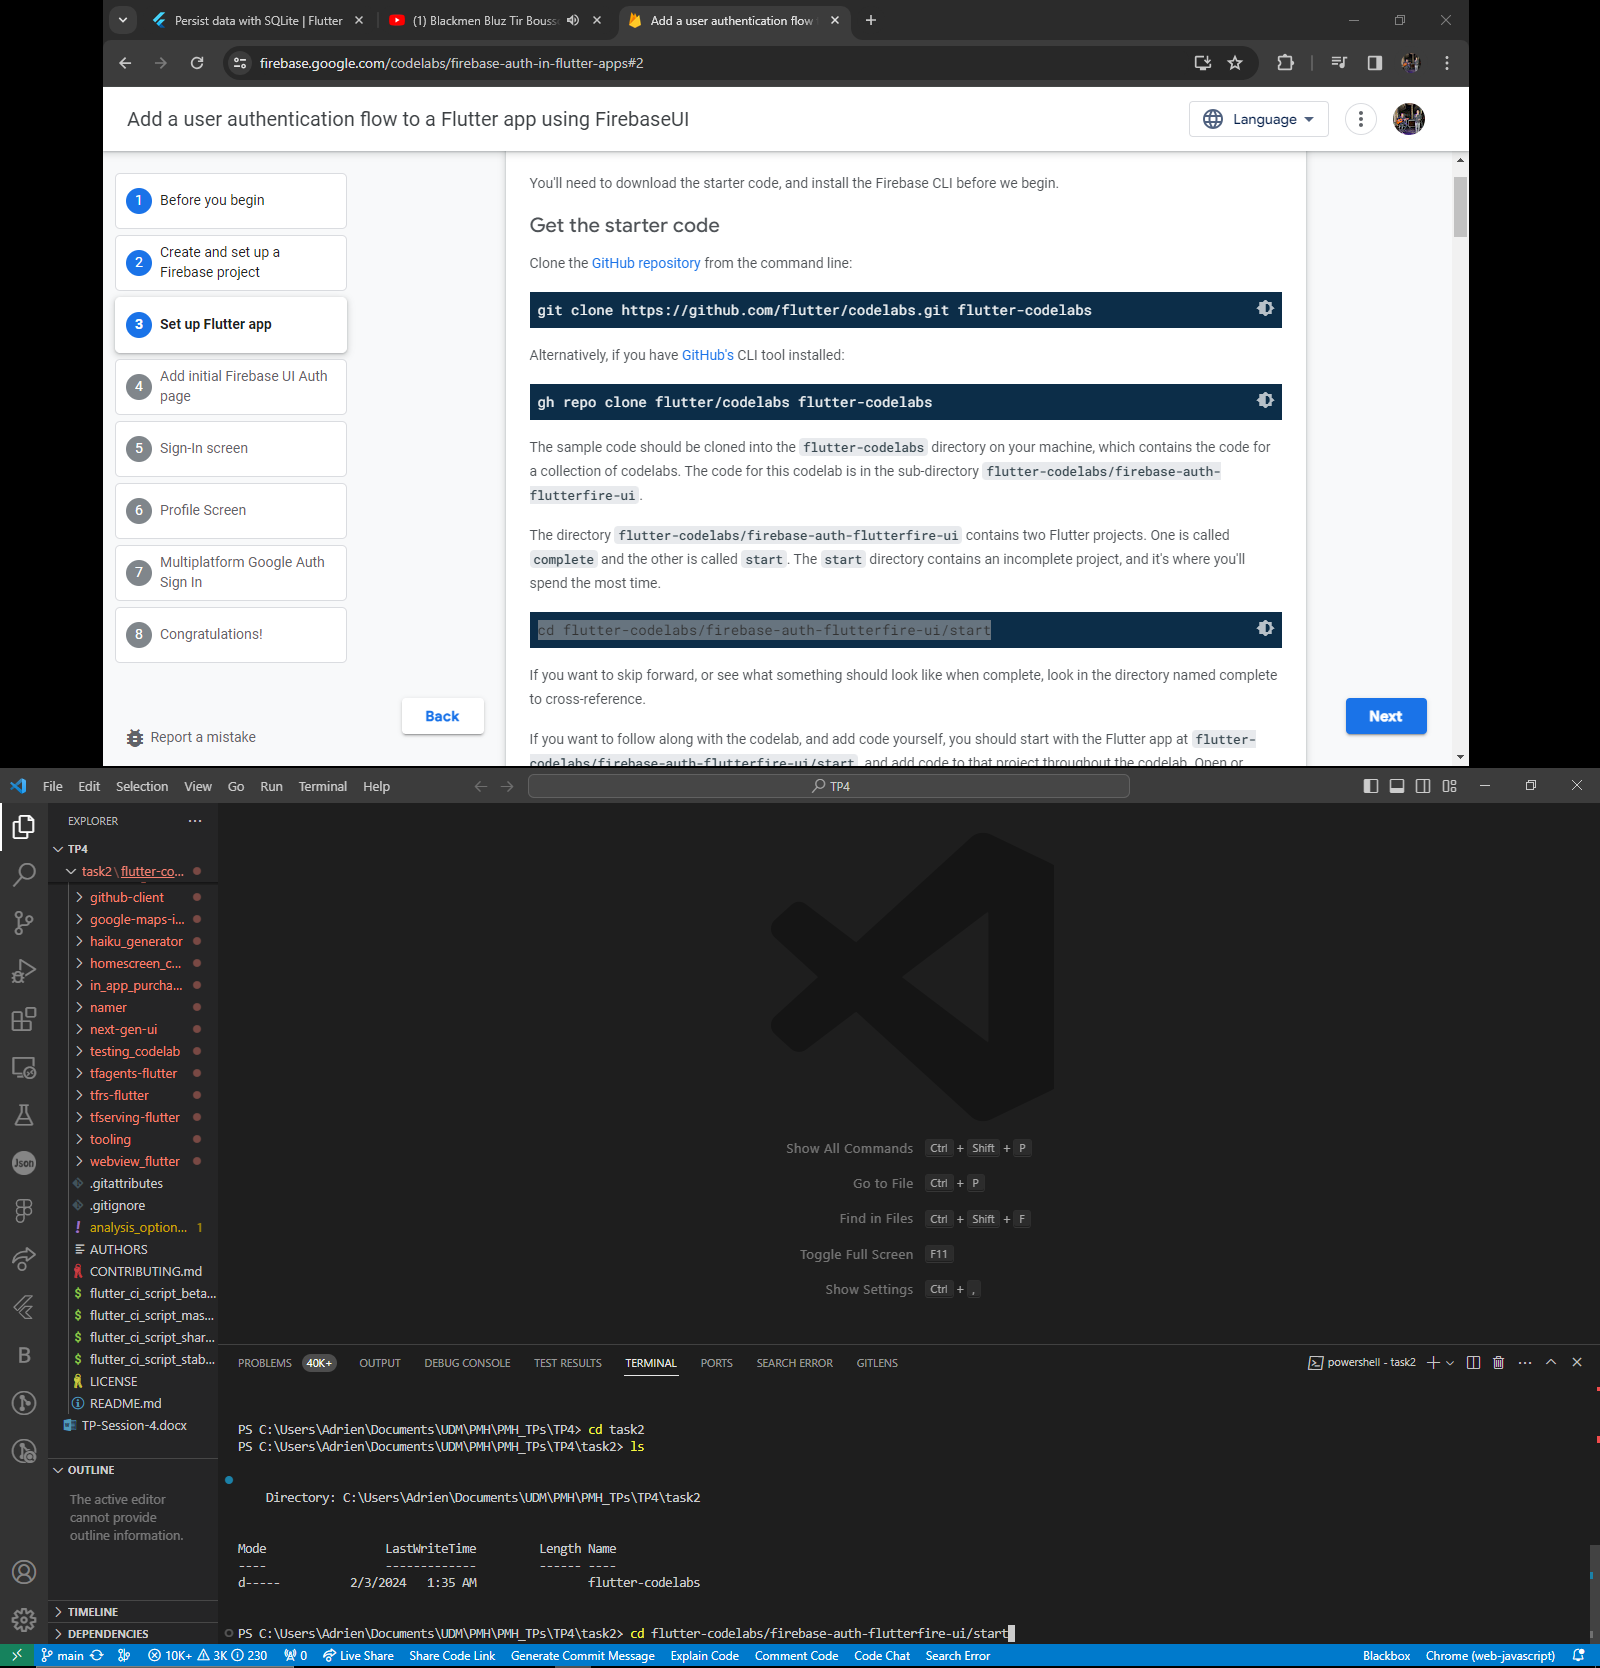 Persist data with SQLite | Flutter
(1) Blackmen Bluz Tir Bouss
Add a user authentication flow
firebase.google.com/codelabs/firebase-auth-in-flutter-apps#2
Add a user authentication flow to a Flutter app using FirebaseUI
Language
1 Before you begin
2 Create and set up a
Firebase project
3 Set up Flutter app
4 Add initial Firebase UI Auth
page
5 Sign-In screen
6 Profile Screen
7 Multiplatform Google Auth
Sign In
8 Congratulations!
Report a mistake
Back
Next
You'll need to download the starter code, and install the Firebase CLI before we begin.
Get the starter code
Clone the GitHub repository from the command line:
git clone https://github.com/flutter/codelabs.git flutter-codelabs
Alternatively, if you have GitHub's CLI tool installed:
gh repo clone flutter/codelabs flutter-codelabs
The sample code should be cloned into the flutter-codelabs directory on your machine, which contains the code for
a collection of codelabs. The code for this codelab is in the sub-directory flutter-codelabs/firebase-auth-
flutterfire-ui.
The directory flutter-codelabs/firebase-auth-flutterfire-ui contains two Flutter projects. One is called
complete and the other is called start. The start directory contains an incomplete project, and it's where you'll
spend the most time.
cd flutter-codelabs/firebase-auth-flutterfire-ui/start
If you want to skip forward, or see what something should look like when complete, look in the directory named complete
to cross-reference.
If you want to follow along with the codelab, and add code yourself, you should start with the Flutter app at flutter-
codelabs/firebase-auth-flutterfire-ui/start, and add code to that project throughout the codelab. Open or
File Edit Selection View Go Run Terminal Help
TP4
EXPLORER ...
TP4
task2\flutter-co...
github-client
google-maps-i...
haiku_generator
homescreen_c...
in_app_purcha...
namer
next-gen-ui
testing_codelab
tfagents-flutter
tfrs-flutter
tfserving-flutter
tooling
webview_flutter
.gitattributes
.gitignore
! analysis_option... 1
AUTHORS
CONTRIBUTING.md
$ flutter_ci_script_beta...
$ flutter_ci_script_mas...
$ flutter_ci_script_shar...
$ flutter_ci_script_stab...
LICENSE
README.md
TP-Session-4.docx
OUTLINE
The active editor
cannot provide
outline information.
TIMELINE
DEPENDENCIES
Json
B
Show All Commands Ctrl + Shift + P
Go to File Ctrl + P
Find in Files Ctrl + Shift + F
Toggle Full Screen F11
Show Settings Ctrl + ,
PROBLEMS 40K+ OUTPUT DEBUG CONSOLE TEST RESULTS TERMINAL PORTS SEARCH ERROR GITLENS
powershell - task2
PS C:\Users\Adrien\Documents\UDM\PMH\PMH_TPs\TP4> cd task2
PS C:\Users\Adrien\Documents\UDM\PMH\PMH_TPs\TP4\task2> ls
Directory: C:\Users\Adrien\Documents\UDM\PMH\PMH_TPs\TP4\task2
Mode LastWriteTime Length Name
---- ------------- ------ ----
d----- 2/3/2024 1:35 AM flutter-codelabs
PS C:\Users\Adrien\Documents\UDM\PMH\PMH_TPs\TP4\task2> cd flutter-codelabs/firebase-auth-flutterfire-ui/start
main 10K+ 3K 230 0 Live Share Share Code Link Generate Commit Message Explain Code Comment Code Code Chat Search Error Blackbox Chrome (web-javascript)